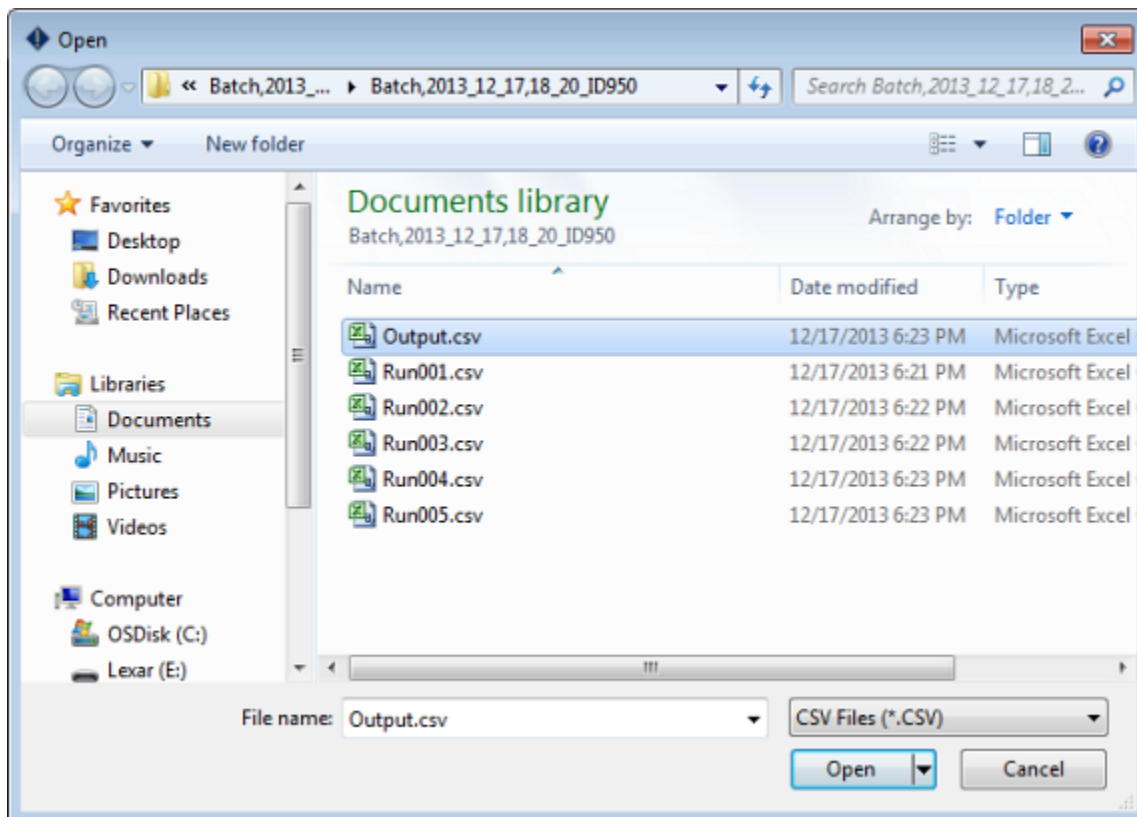 Open
« Batch,2013_... ▸ Batch,2013_12_17,18_20_ID950
Search Batch,2013_12_17,18_2...
Organize New folder
Favorites
Desktop
Downloads
Recent Places
Libraries
Documents
Music
Pictures
Videos
Computer
OSDisk (C:)
Lexar (E:)
Documents library
Batch,2013_12_17,18_20_ID950
Arrange by: Folder
Name Date modified Type
Output.csv 12/17/2013 6:23 PM Microsoft Excel
Run001.csv 12/17/2013 6:21 PM Microsoft Excel
Run002.csv 12/17/2013 6:22 PM Microsoft Excel
Run003.csv 12/17/2013 6:22 PM Microsoft Excel
Run004.csv 12/17/2013 6:23 PM Microsoft Excel
Run005.csv 12/17/2013 6:23 PM Microsoft Excel
File name: Output.csv CSV Files (*.CSV)
Open Cancel